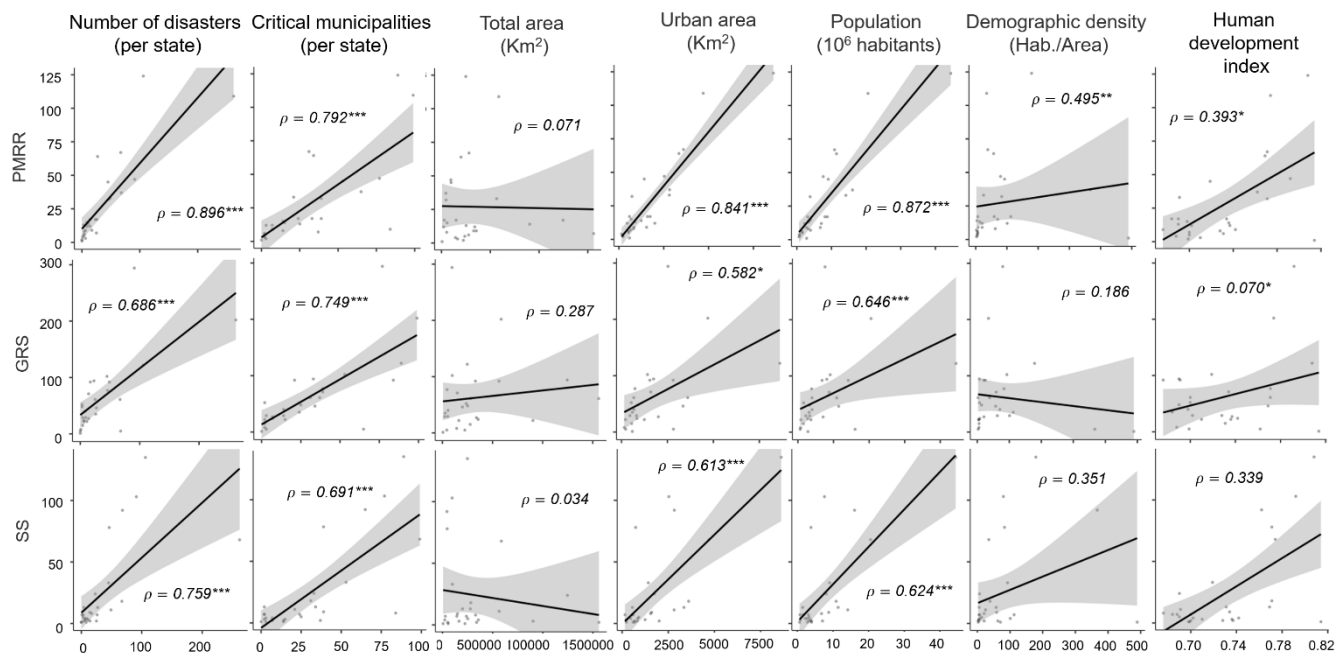 Number of disasters
(per state)
Critical municipalities
(per state)
Total area
(Km²)
Urban area
(Km²)
Population
(10⁶ habitants)
Demographic density
(Hab./Area)
Human
development
index
PMRR
125
100
75
50
25
0
ρ = 0.896***
ρ = 0.792***
ρ = 0.071
ρ = 0.841***
ρ = 0.872***
ρ = 0.495**
ρ = 0.393*
GRS
300
200
100
0
ρ = 0.686***
ρ = 0.749***
ρ = 0.287
ρ = 0.582*
ρ = 0.646***
ρ = 0.186
ρ = 0.070*
SS
100
50
0
ρ = 0.759***
ρ = 0.691***
ρ = 0.034
ρ = 0.613***
ρ = 0.624***
ρ = 0.351
ρ = 0.339
0 100 200
0 25 50 75 100
0 500000 1000000 1500000
0 2500 5000 7500
0 10 20 30 40
0 100 200 300 400 500
0.70 0.74 0.78 0.82